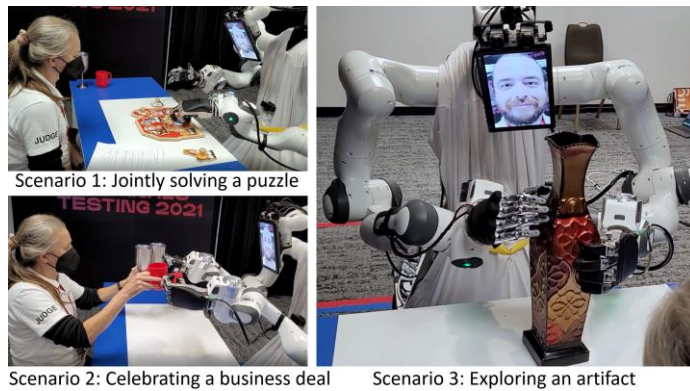 JUDGE
Scenario 1: Jointly solving a puzzle
TESTING 2021
JUDGE
Scenario 2: Celebrating a business deal
Scenario 3: Exploring an artifact